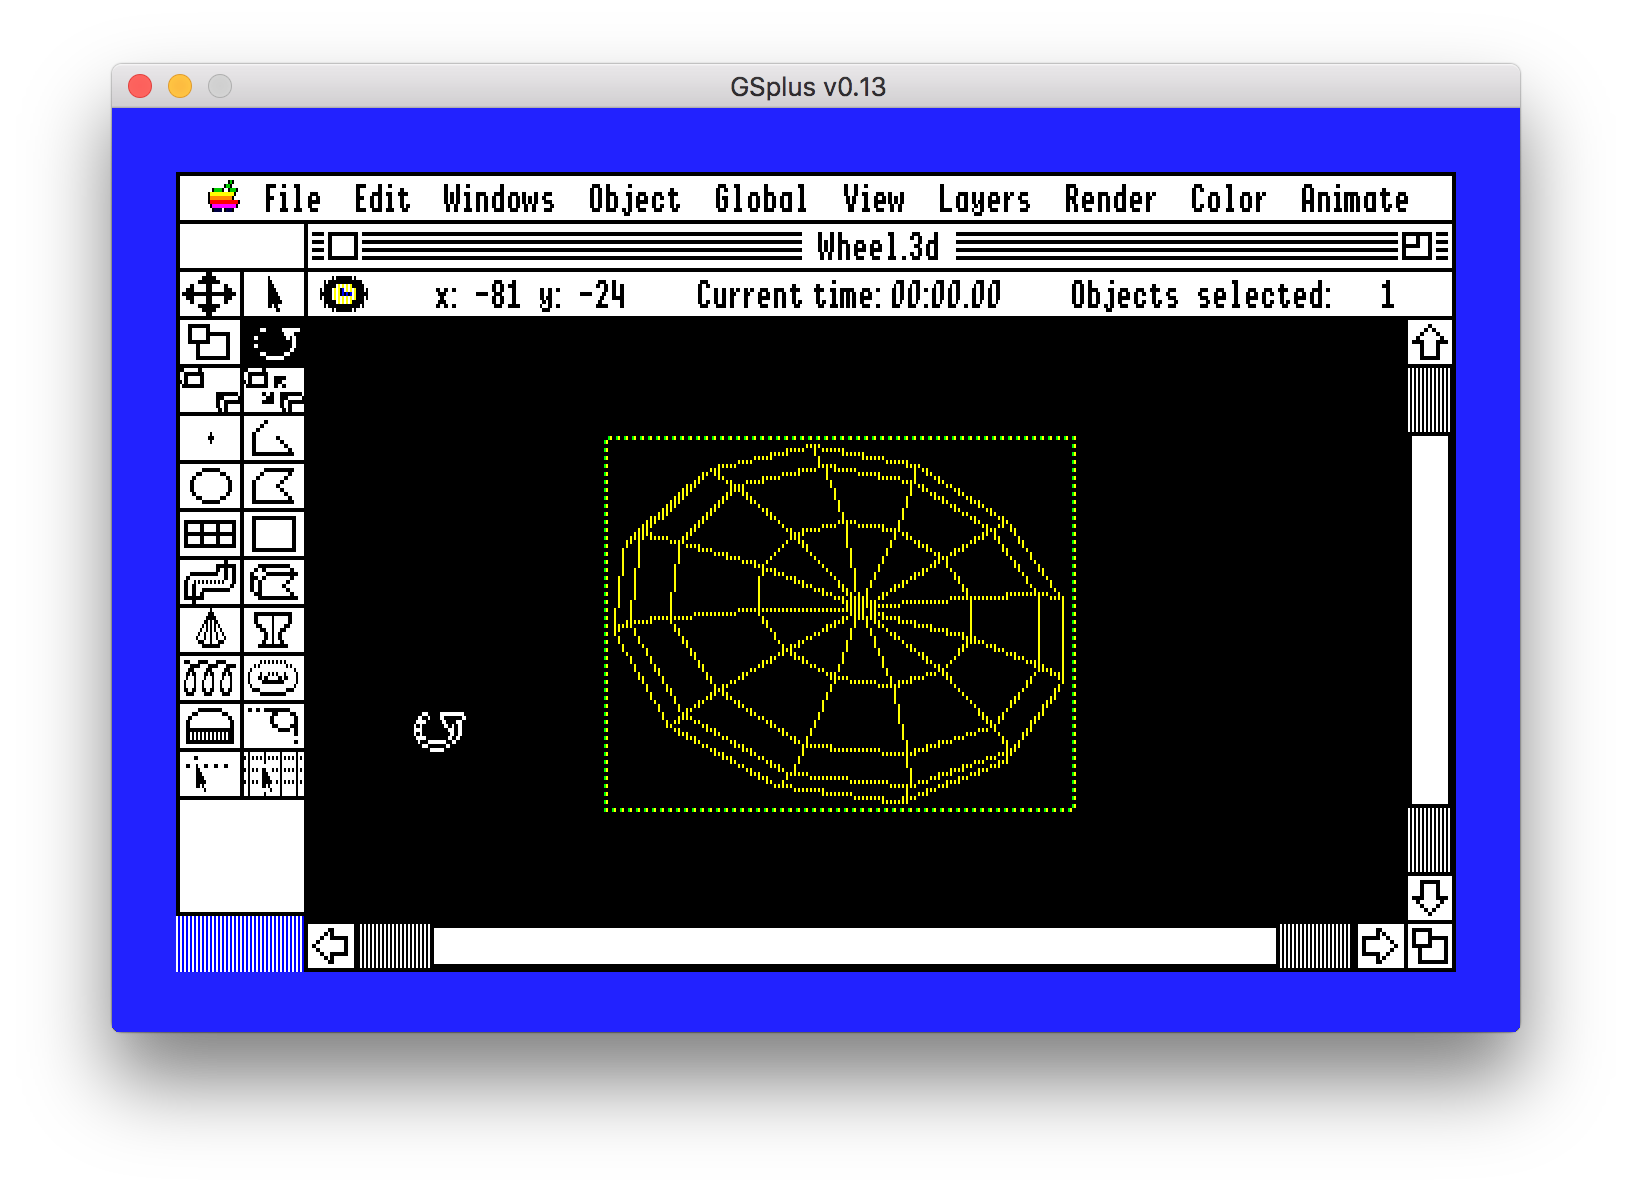 GSplus v0.13
File Edit Windows Object Global View Layers Render Color Animate
Wheel.3d
x: -81 y: -24 Current time: 00:00.00 Objects selected: 1